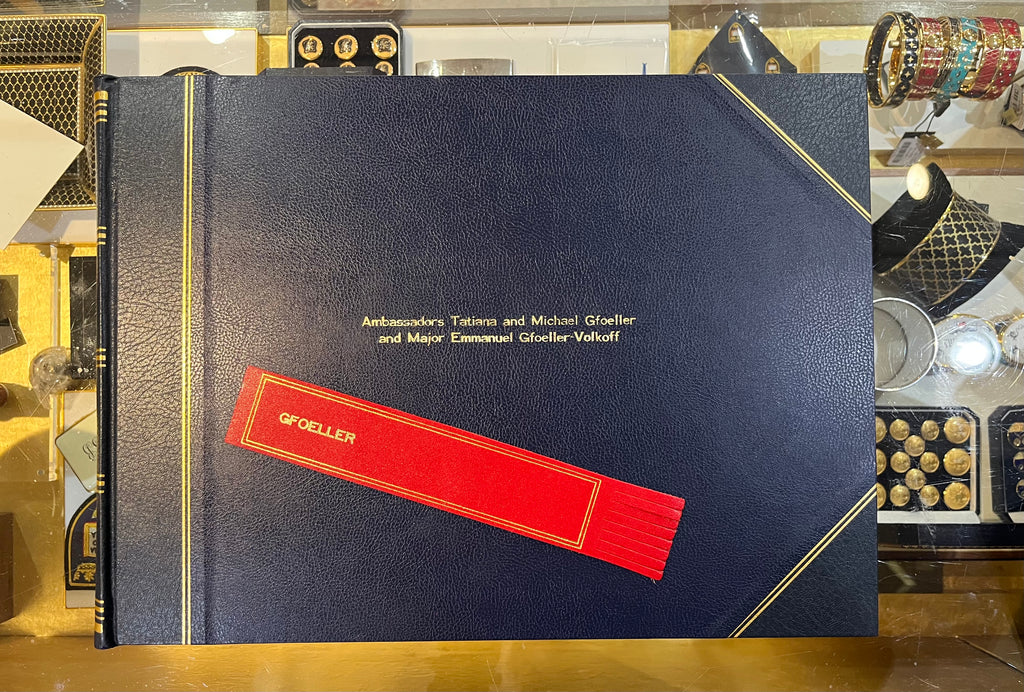 Ambassadors Tatiana and Michael Gfoeller
and Major Emmanuel Gfoeller-Volkoff
GFOELLER